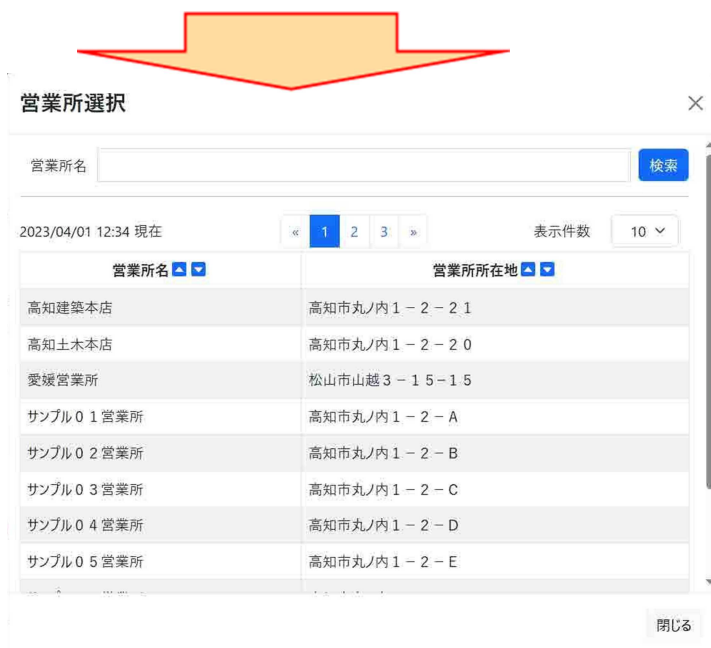 営業所選択 ×
営業所名 検索
2023/04/01 12:34 現在 « 1 2 3 » 表示件数 10
営業所名 営業所所在地
高知建築本店 高知市丸ノ内１－２－２１
高知土木本店 高知市丸ノ内１－２－２０
愛媛営業所 松山市山越３－１５−１５
サンプル０１営業所 高知市丸ノ内１－２－Ａ
サンプル０２営業所 高知市丸ノ内１－２－Ｂ
サンプル０３営業所 高知市丸ノ内１－２－Ｃ
サンプル０４営業所 高知市丸ノ内１－２－Ｄ
サンプル０５営業所 高知市丸ノ内１－２－Ｅ
閉じる